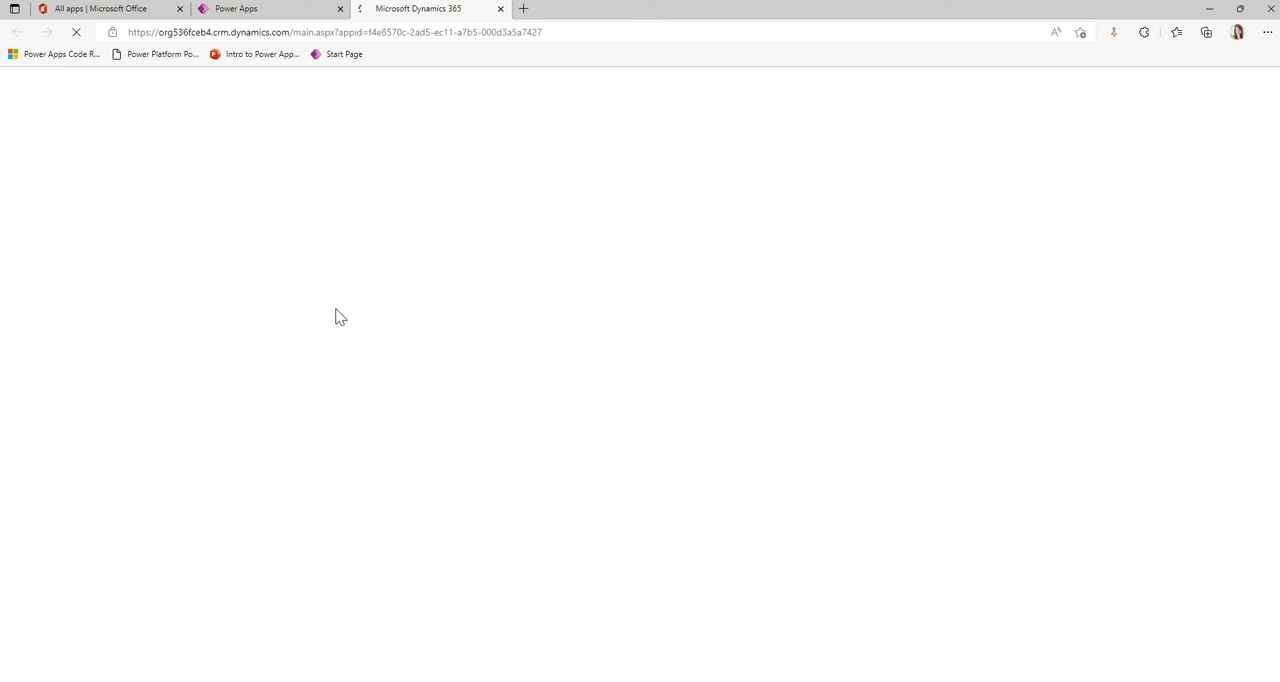 All apps | Microsoft Office
Power Apps
Microsoft Dynamics 365
https://org536fceb4.crm.dynamics.com/main.aspx?appid=f4e8570c-2ad5-ec11-a7b5-000d3a5a7427
Power Apps Code R...
Power Platform Po...
Intro to Power App...
Start Page